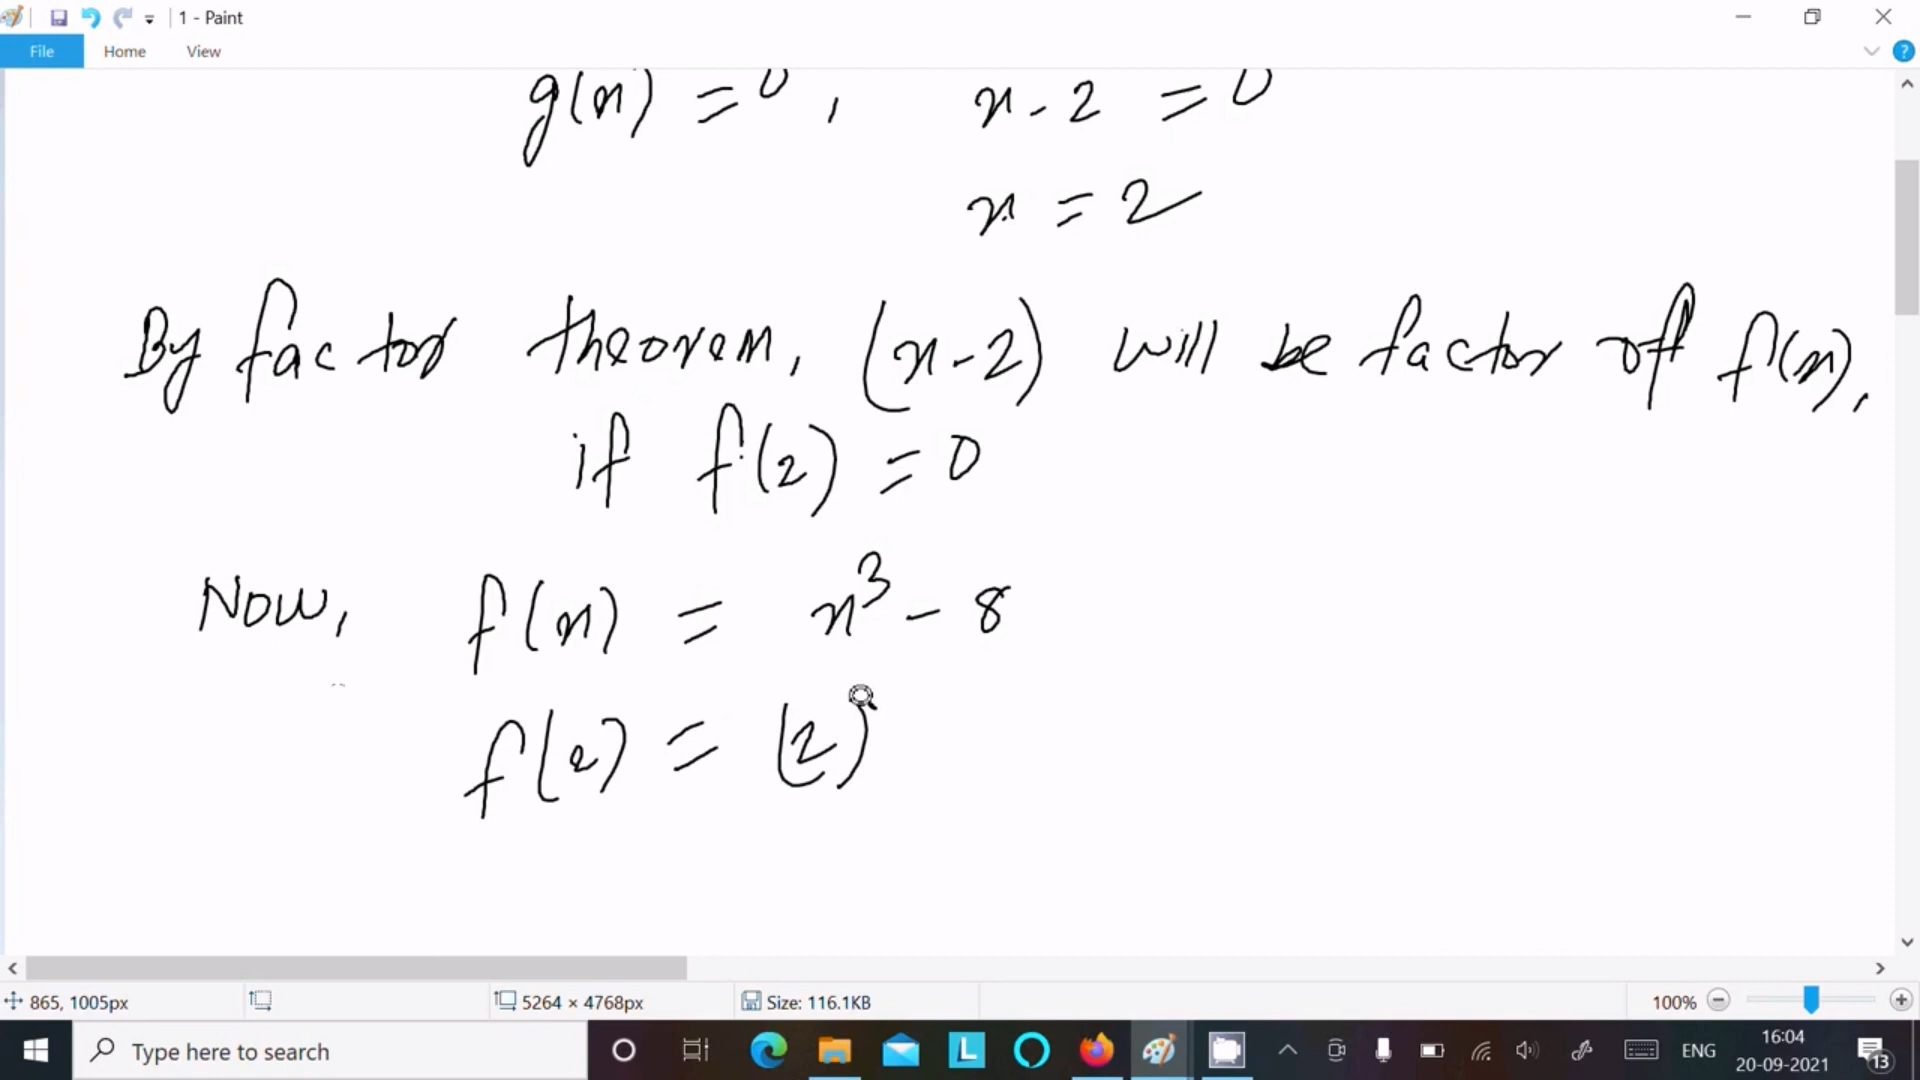 1 - Paint
File Home View
g(x) = 0, x - 2 = 0
x = 2
By factor theorem, (x-2) will be factor of f(x),
if f(2) = 0
Now, f(x) = x³ - 8
f(2) = (2)
865, 1005px 5264 × 4768px Size: 116.1KB 100%
Type here to search L ENG 16:04
20-09-2021 13